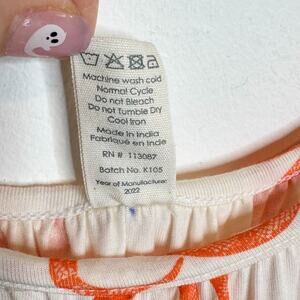 Machine wash cold
Normal Cycle
Do not Bleach
Do not Tumble Dry
Cool Iron
Made in India
Fabriqué en Inde
RN # 113087
Batch No. K105
Year of Manufacture:
2022